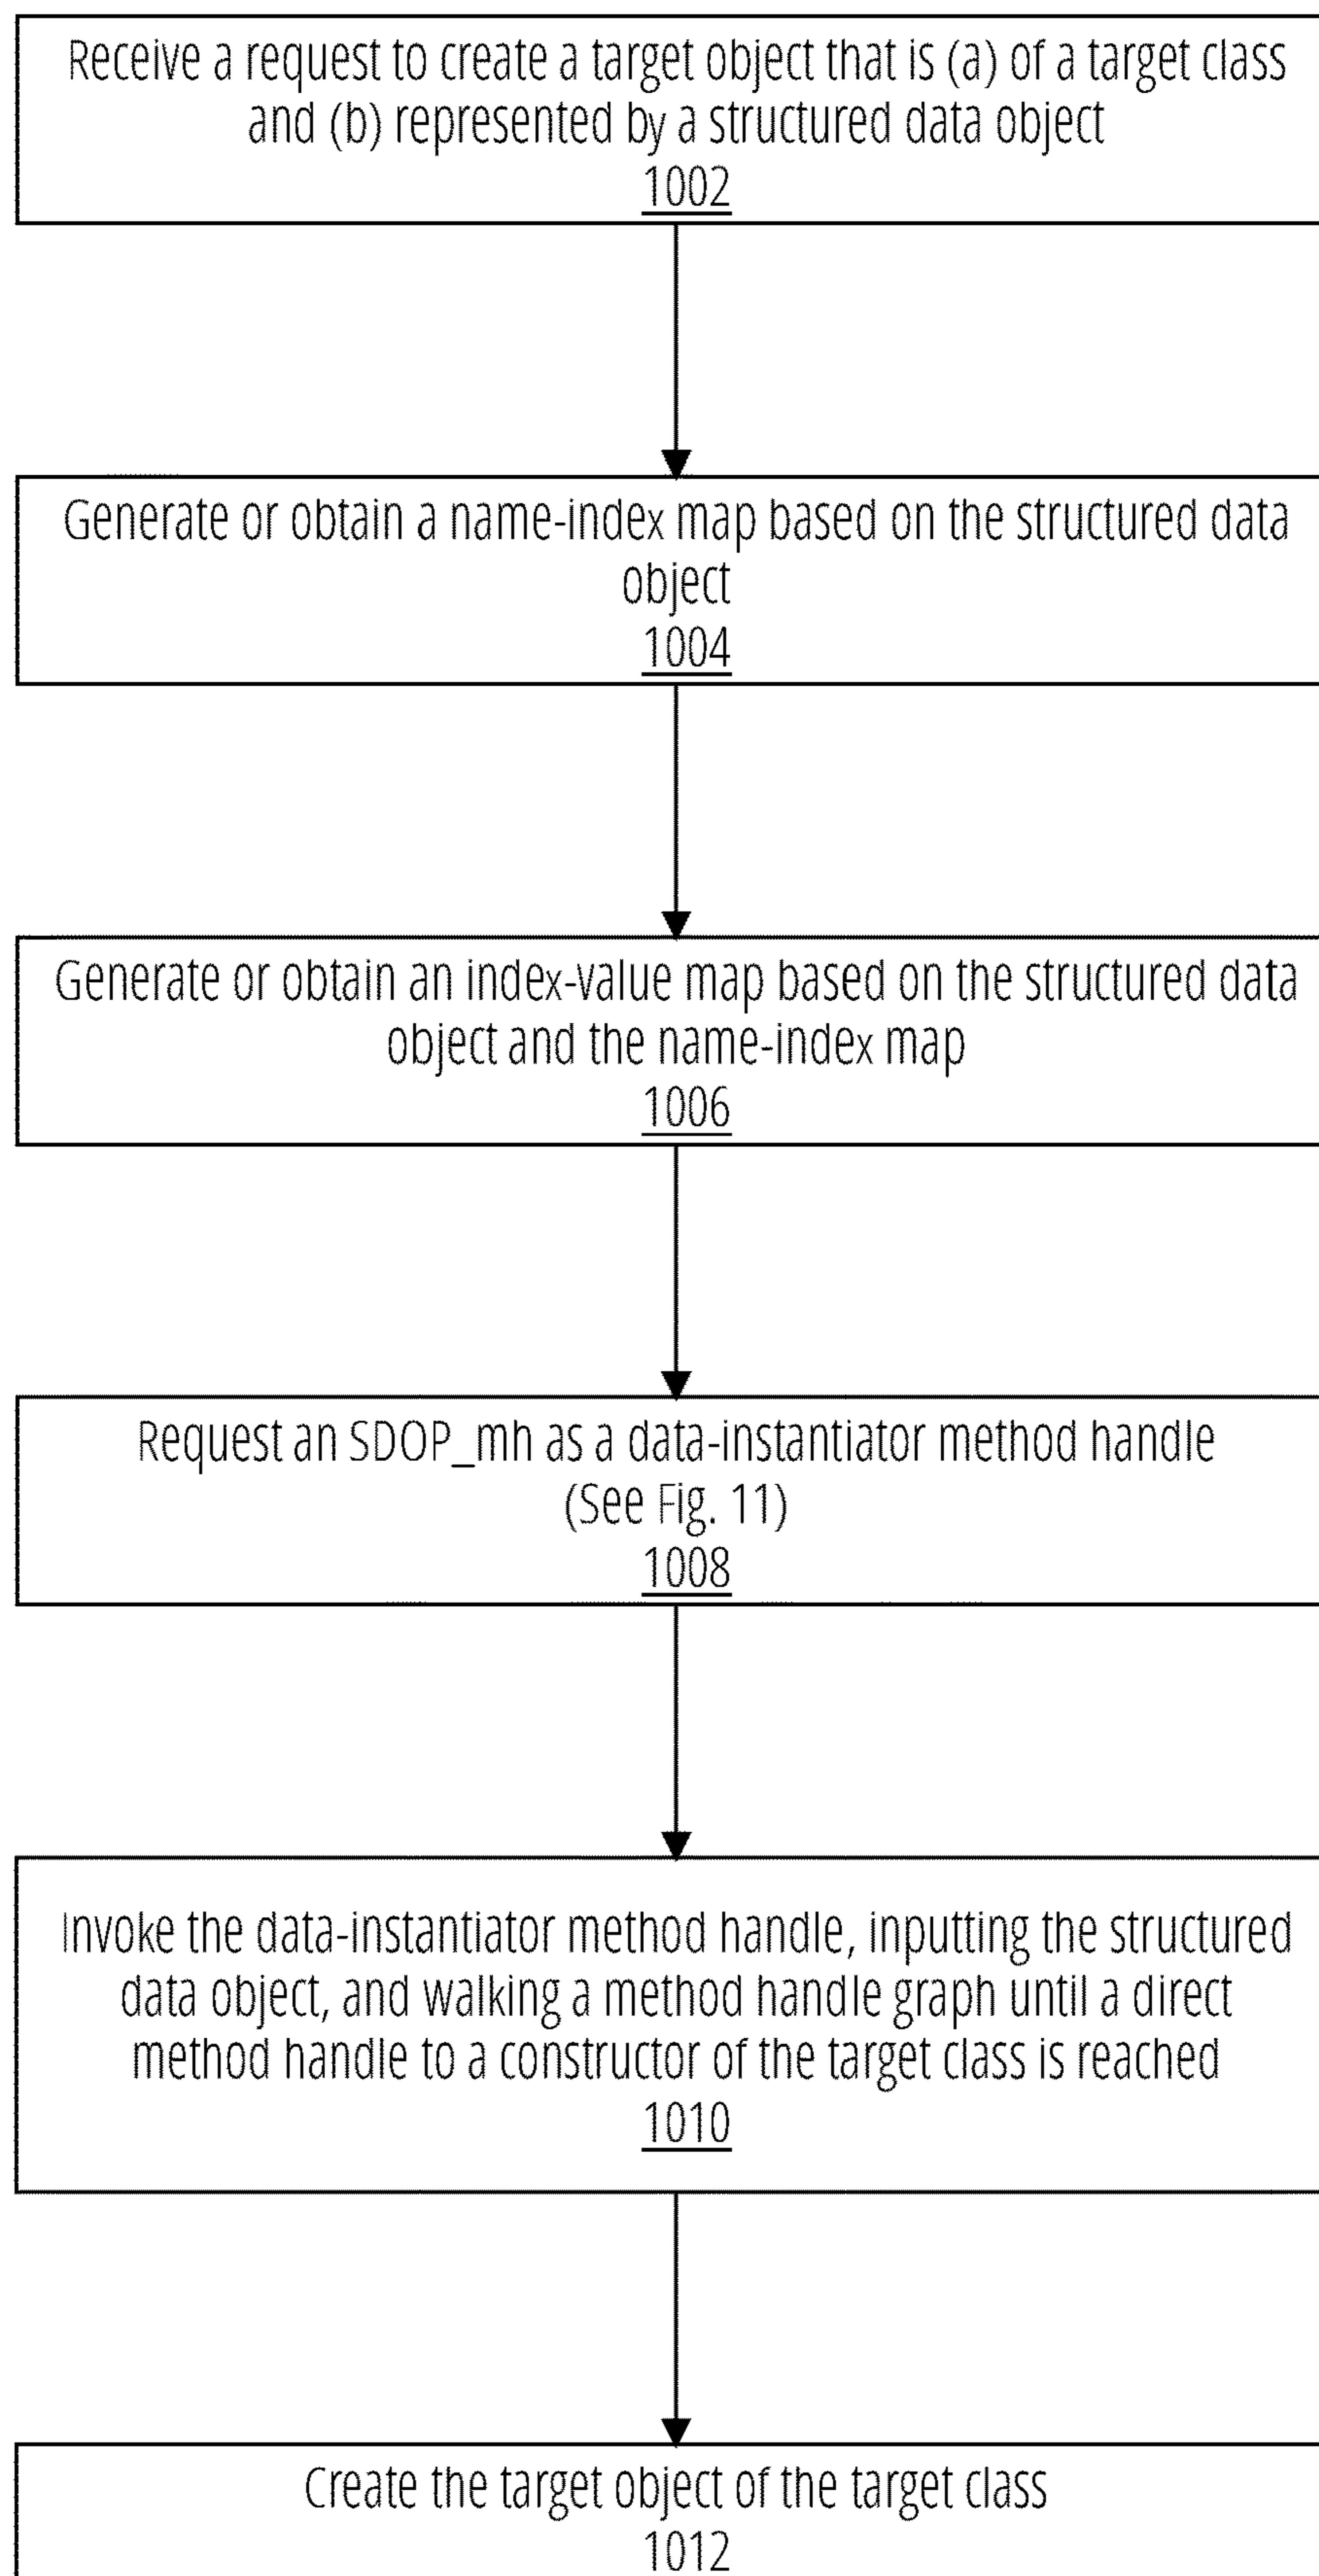 Receive a request to create a target object that is (a) of a target class
and (b) represented by a structured data object
1002
Generate or obtain a name-index map based on the structured data
object
1004
Generate or obtain an index-value map based on the structured data
object and the name-index map
1006
Request an SDOP_mh as a data-instantiator method handle
(See Fig. 11)
1008
Invoke the data-instantiator method handle, inputting the structured
data object, and walking a method handle graph until a direct
method handle to a constructor of the target class is reached
1010
Create the target object of the target class
1012